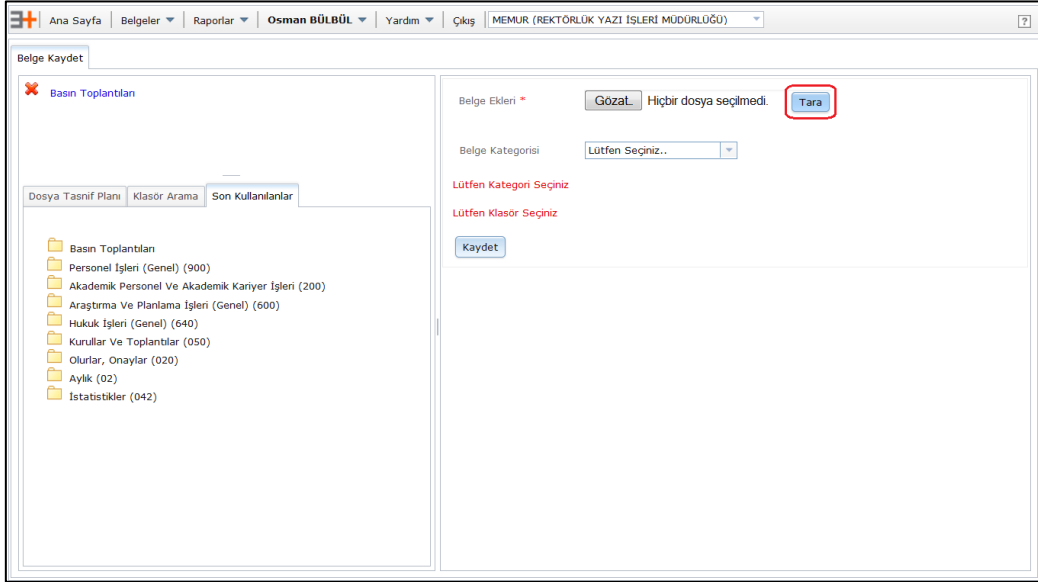 Ana Sayfa Belgeler Raporlar Osman BÜLBÜL Yardım Çıkış MEMUR (REKTÖRLÜK YAZI İŞLERİ MÜDÜRLÜĞÜ) ?
Belge Kaydet
Basın Toplantıları
Dosya Tasnif Planı Klasör Arama Son Kullanılanlar
Basın Toplantıları
Personel İşleri (Genel) (900)
Akademik Personel Ve Akademik Kariyer İşleri (200)
Araştırma Ve Planlama İşleri (Genel) (600)
Hukuk İşleri (Genel) (640)
Kurullar Ve Toplantılar (050)
Olurlar, Onaylar (020)
Aylık (02)
İstatistikler (042)
Belge Ekleri * Gözat.. Hiçbir dosya seçilmedi. Tara
Belge Kategorisi Lütfen Seçiniz..
Lütfen Kategori Seçiniz
Lütfen Klasör Seçiniz
Kaydet